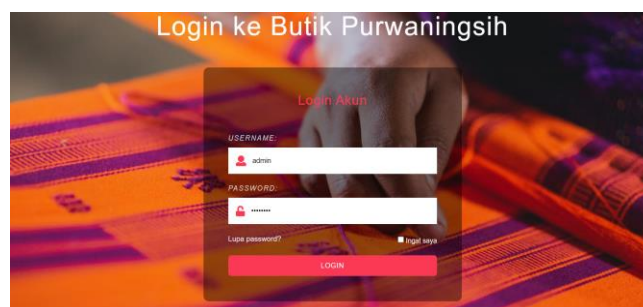 Login ke Butik Purwaningsih
Login Akun
USERNAME:
admin
PASSWORD:
••••••••
Lupa password? Ingat saya
LOGIN